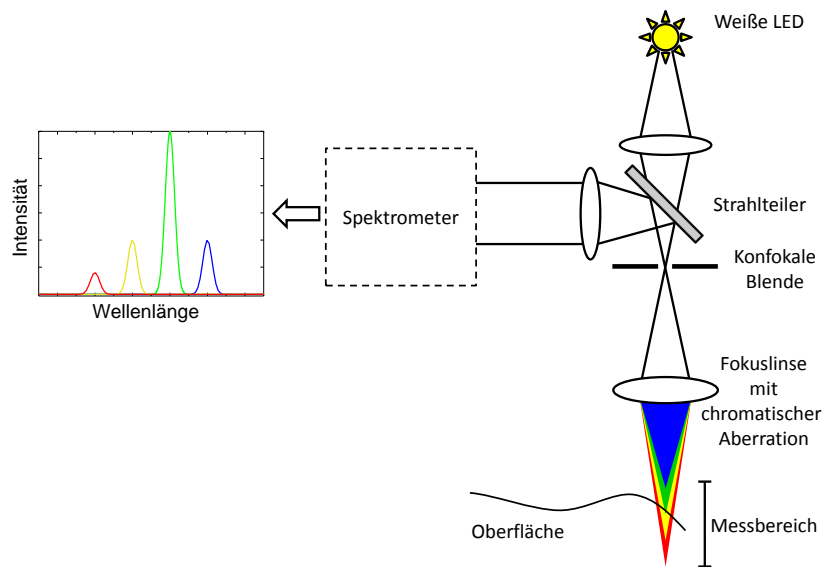 Weiße LED
Intensität
Spektrometer
Strahlteiler
Konfokale
Blende
Wellenlänge
Fokuslinse
mit
chromatischer
Aberration
Oberfläche
Messbereich